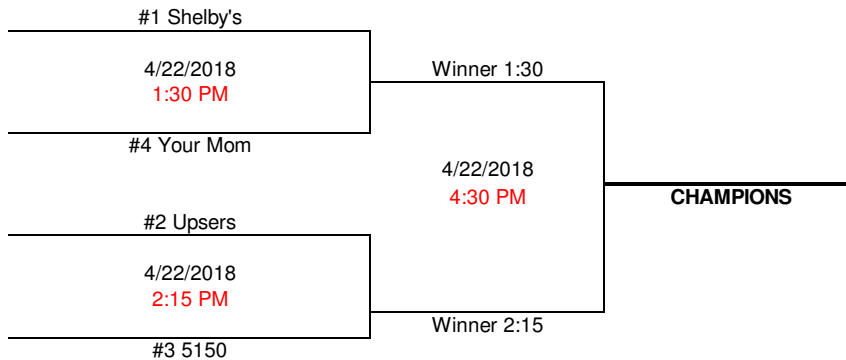 #1 Shelby's
4/22/2018
1:30 PM
#4 Your Mom
Winner 1:30
4/22/2018
4:30 PM
CHAMPIONS
#2 Upsers
4/22/2018
2:15 PM
#3 5150
Winner 2:15